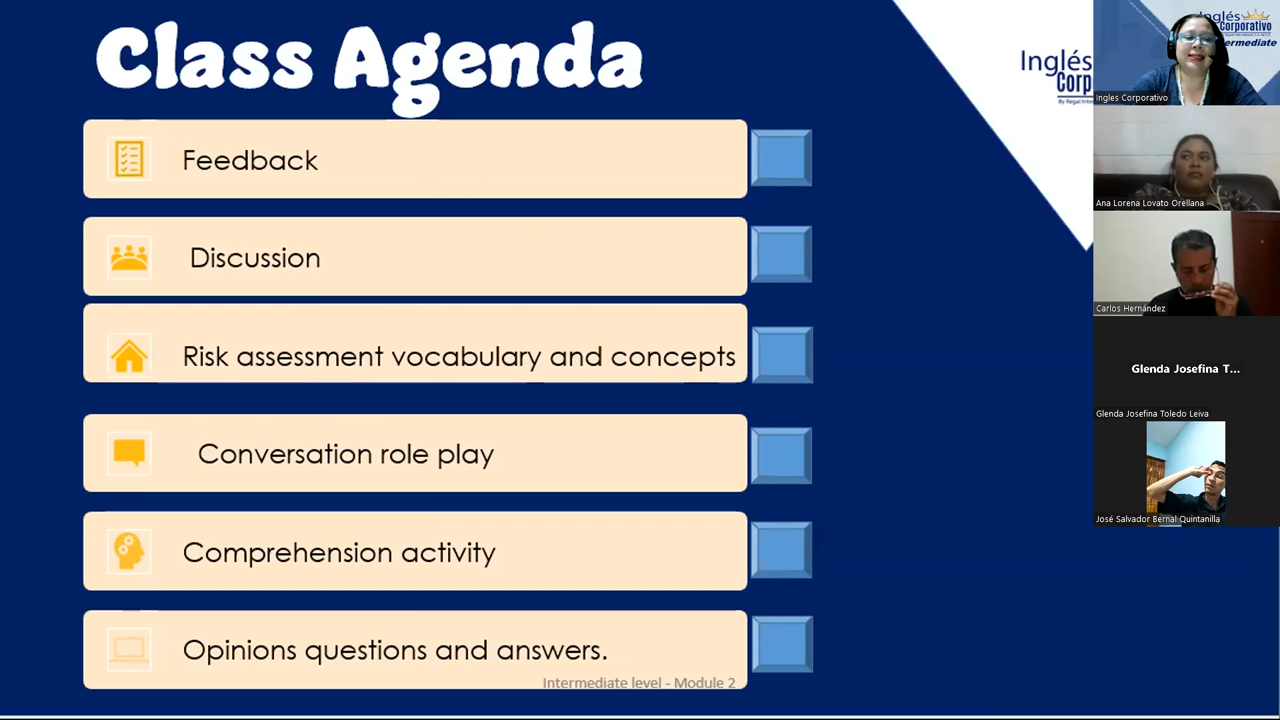 Class Agenda
Feedback
Discussion
Risk assessment vocabulary and concepts
Conversation role play
Comprehension activity
Opinions questions and answers.
Intermediate level - Module 2
Inglés
Corp
Inglés
Corporativo
Ingles Corporativo
Ana Lorena Lovato Orellana
Carlos Hernández
Glenda Josefina T...
Glenda Josefina Toledo Leiva
José Salvador Bernal Quintanilla